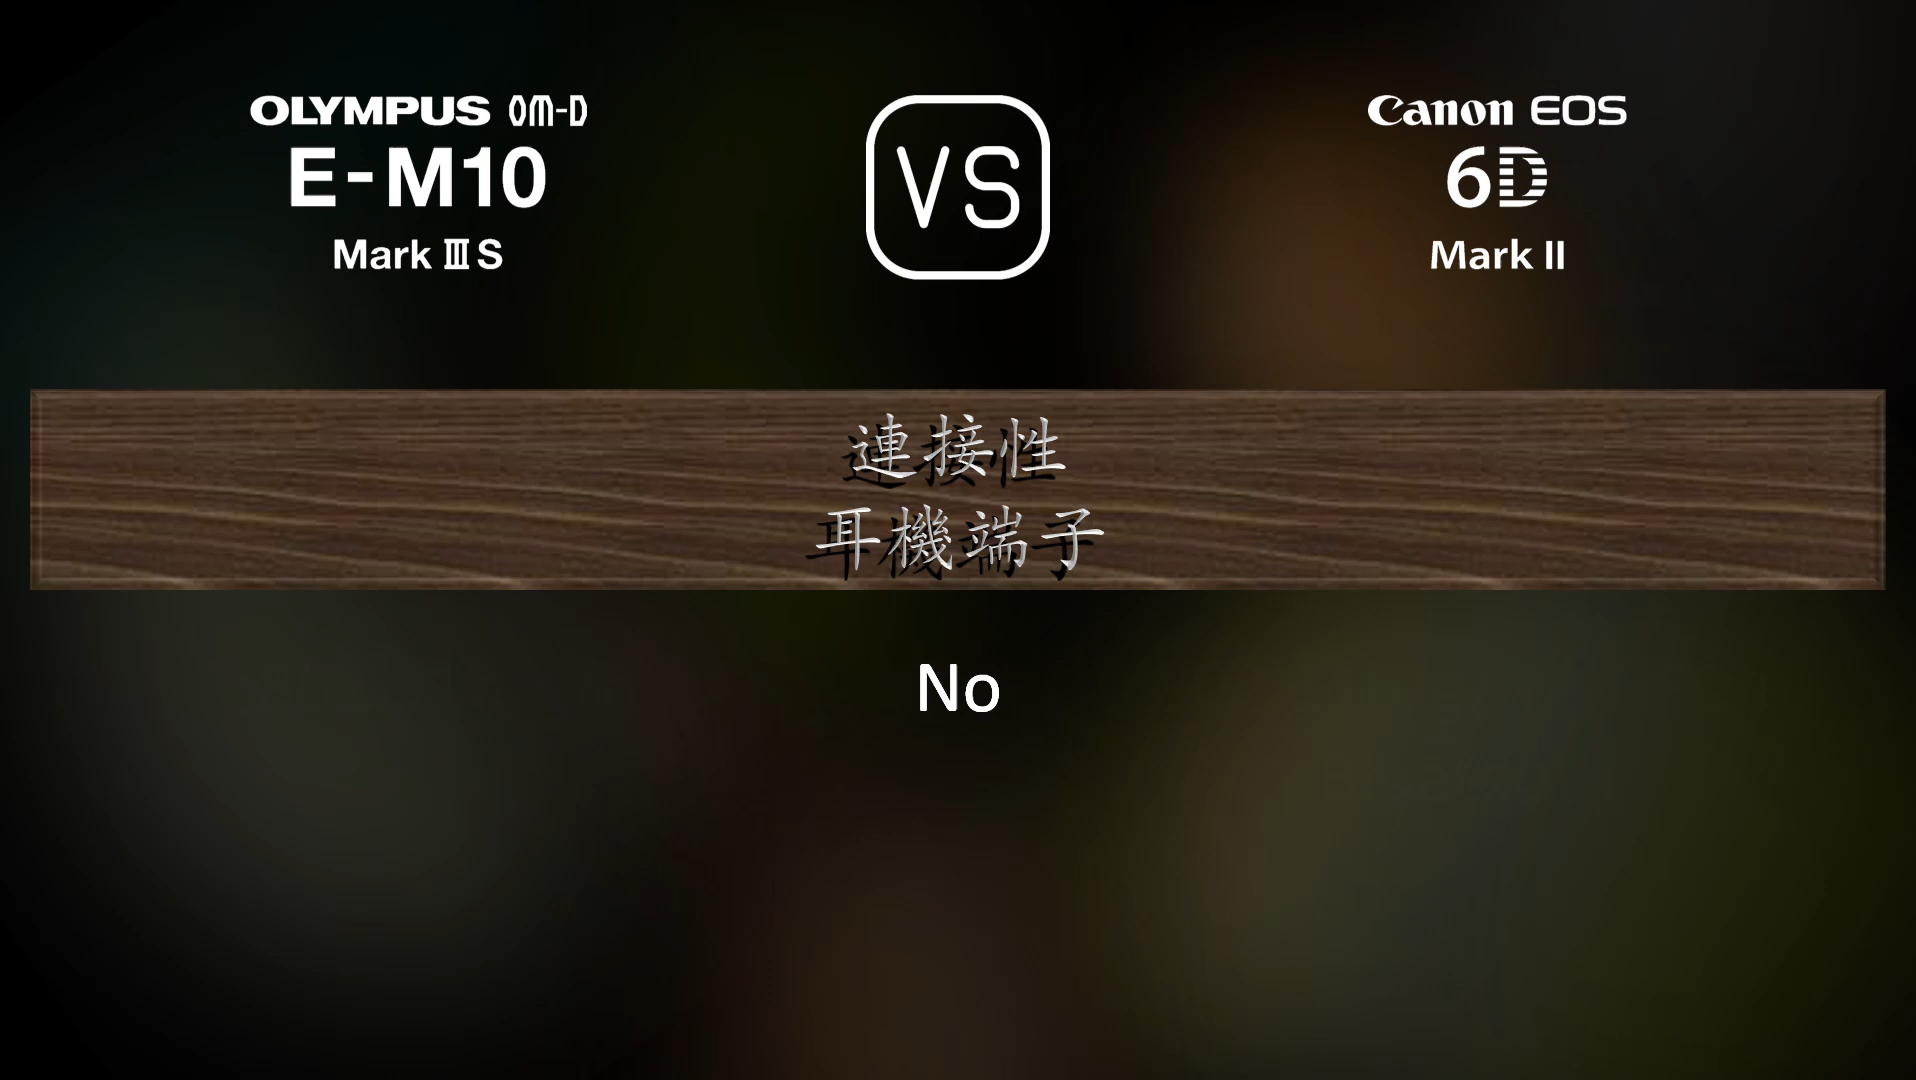 OLYMPUS OM-D
E-M10
Mark III S
VS
Canon EOS
6D
Mark II
連接性
耳機端子
No